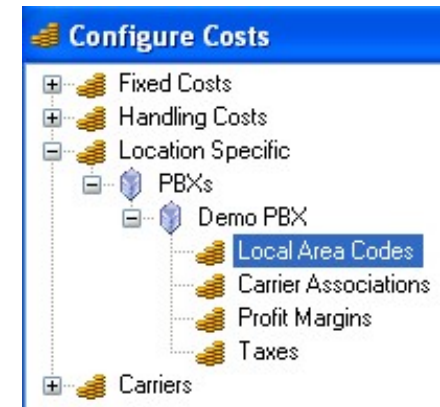 Configure Costs
Fixed Costs
Handling Costs
Location Specific
PBXs
Demo PBX
Local Area Codes
Carrier Associations
Profit Margins
Taxes
Carriers